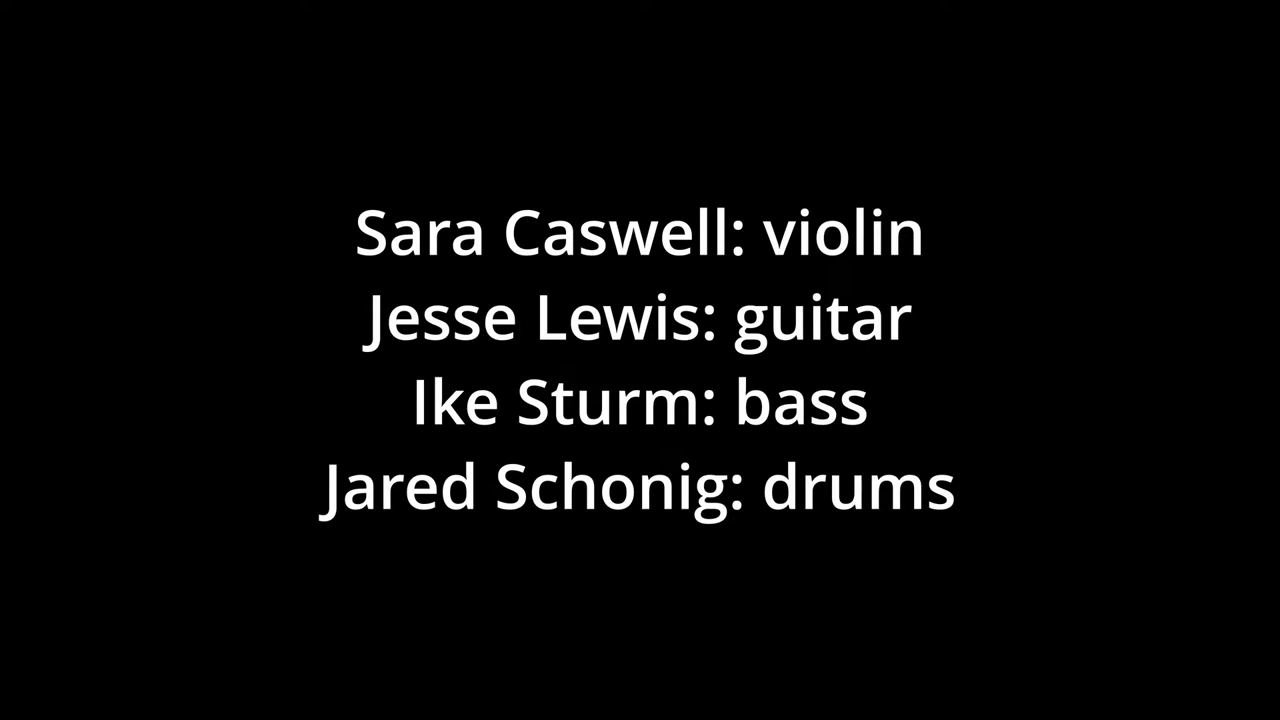 Sara Caswell: violin
Jesse Lewis: guitar
Ike Sturm: bass
Jared Schonig: drums